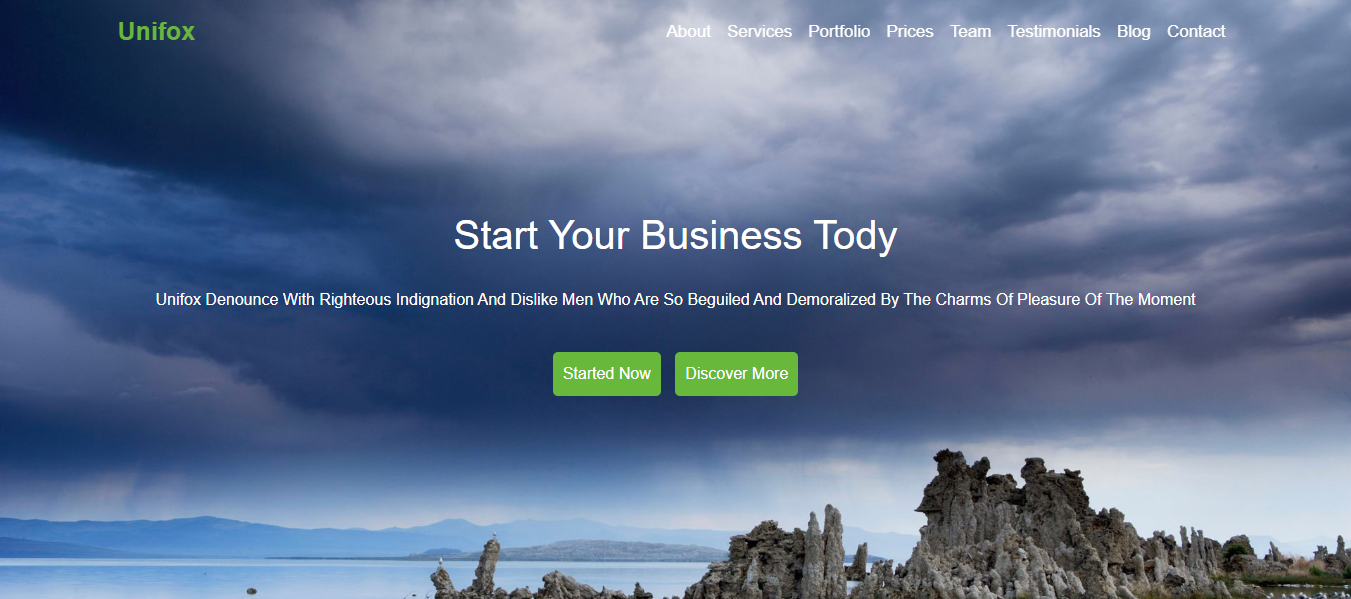 Unifox About Services Portfolio Prices Team Testimonials Blog Contact
Start Your Business Tody
Unifox Denounce With Righteous Indignation And Dislike Men Who Are So Beguiled And Demoralized By The Charms Of Pleasure Of The Moment
Started Now Discover More